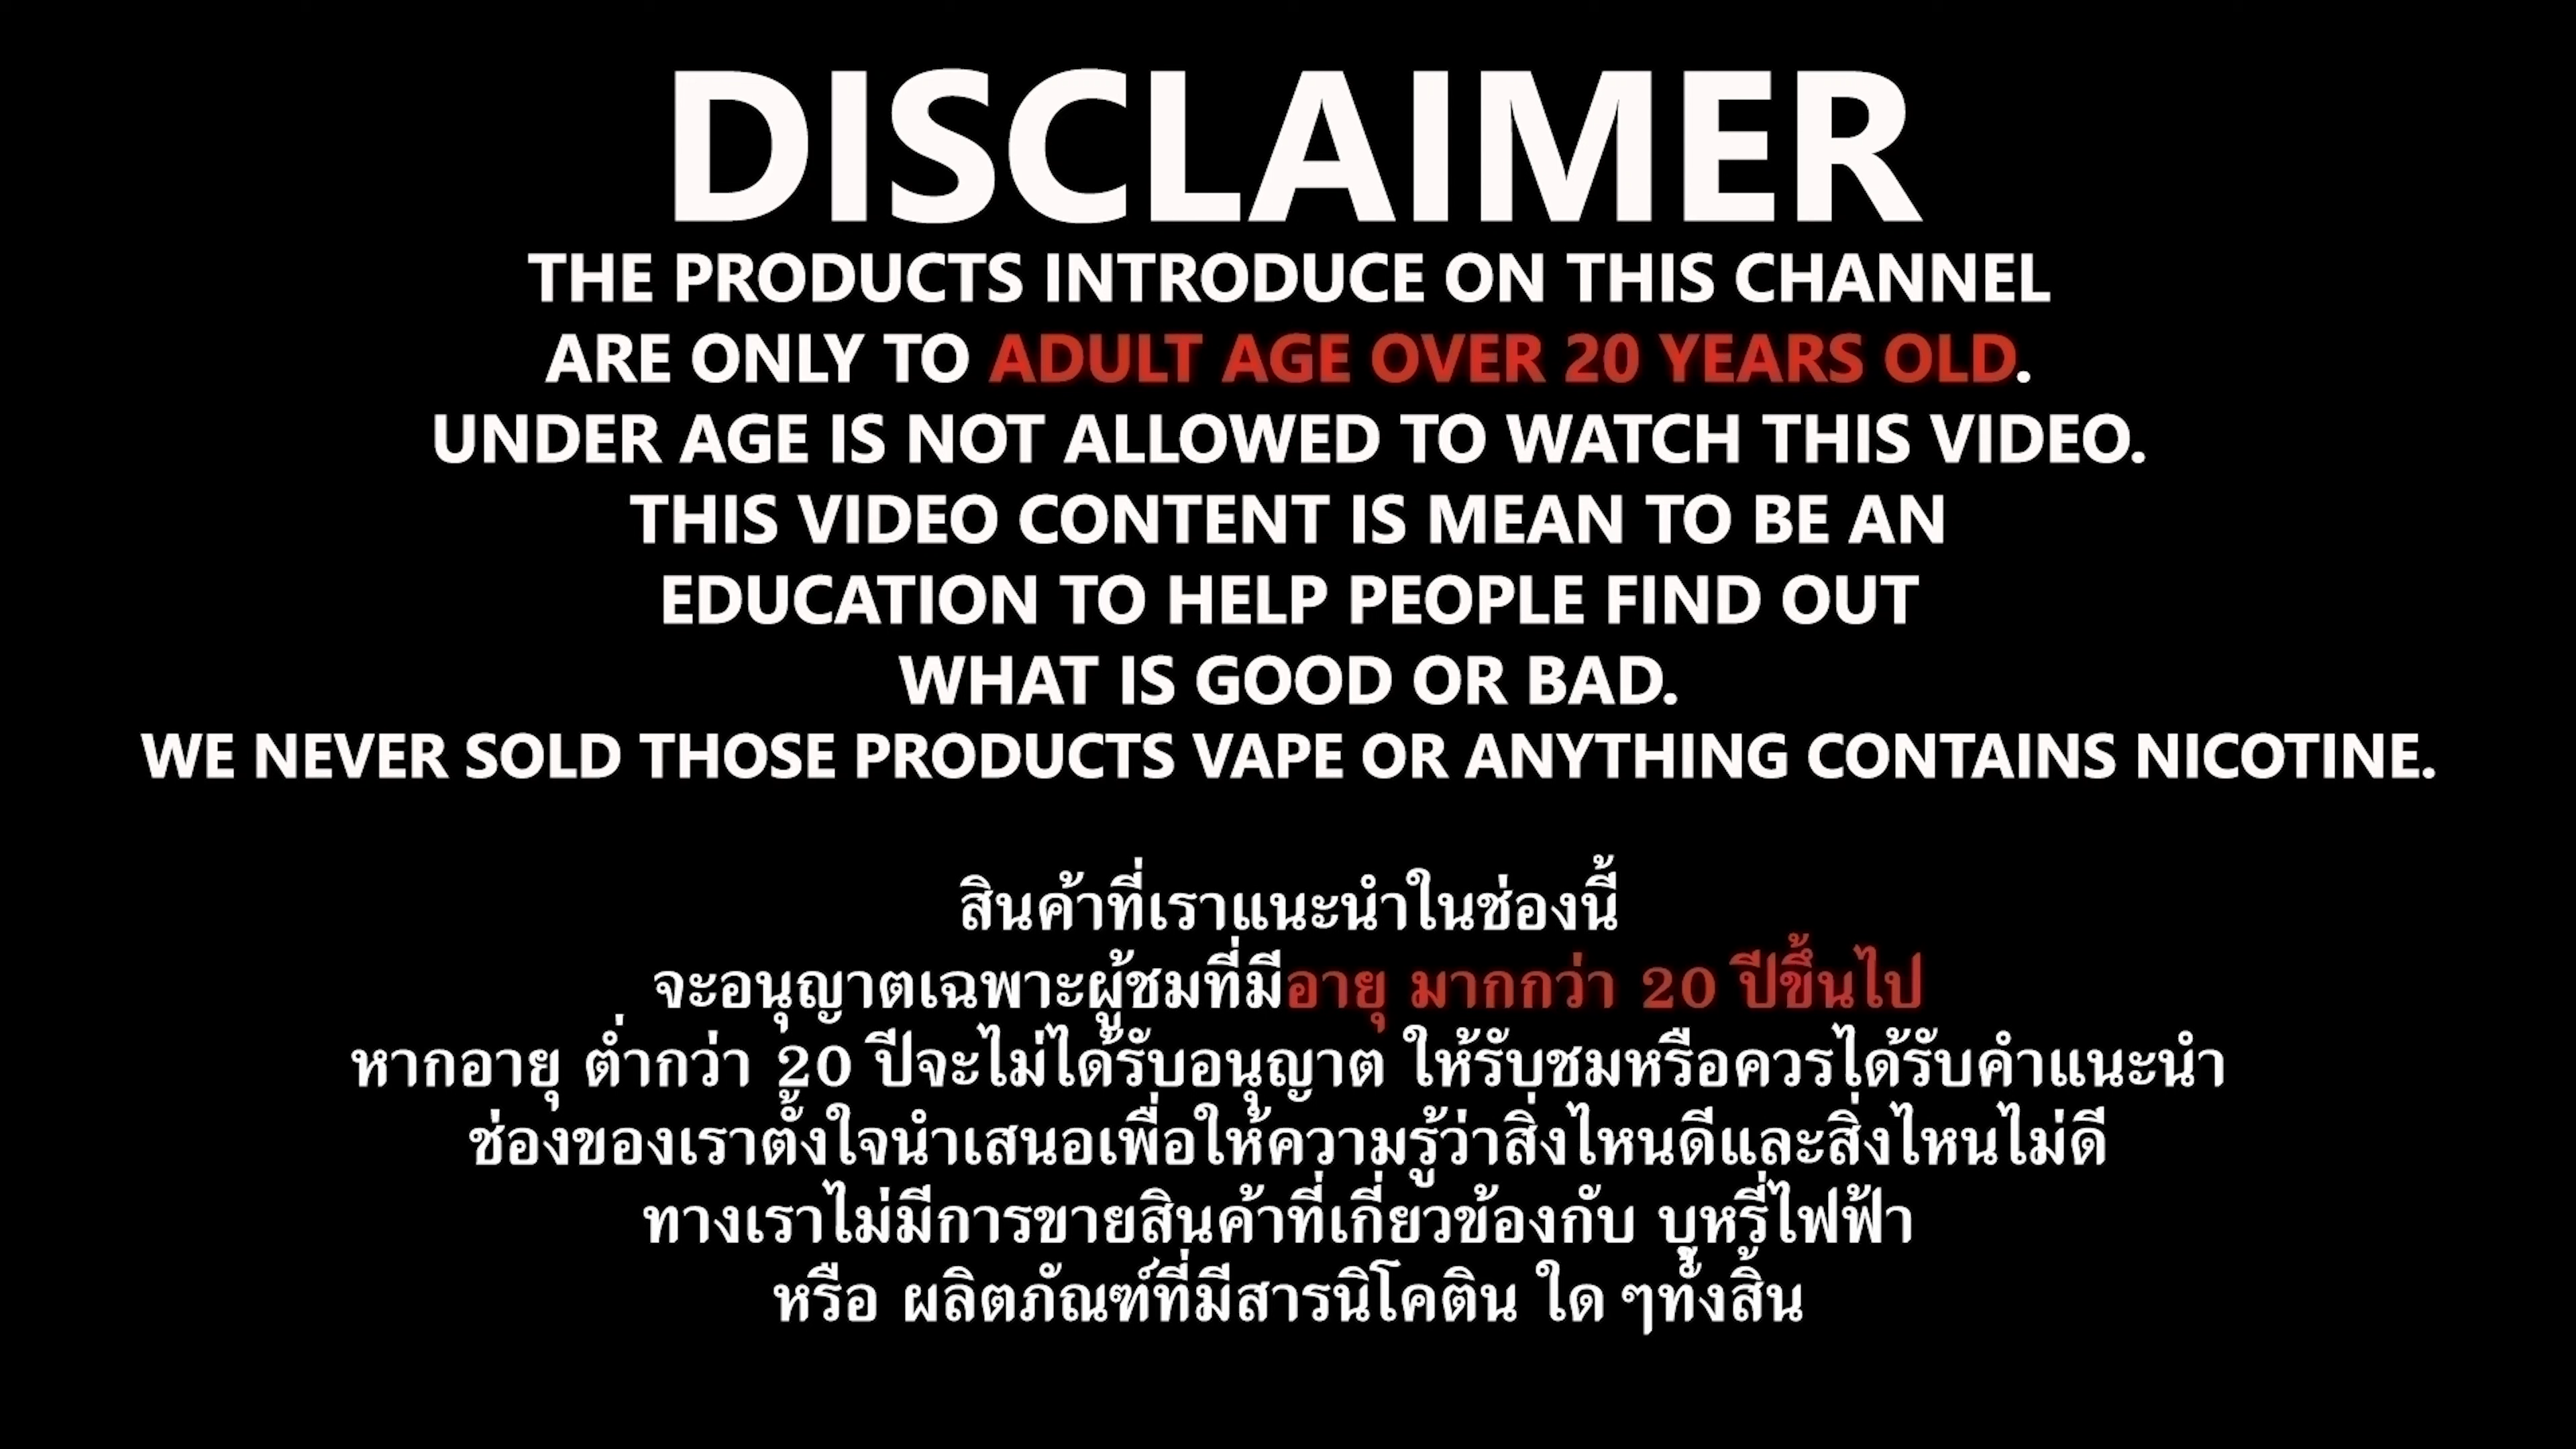 DISCLAIMER
THE PRODUCTS INTRODUCE ON THIS CHANNEL
ARE ONLY TO ADULT AGE OVER 20 YEARS OLD.
UNDER AGE IS NOT ALLOWED TO WATCH THIS VIDEO.
THIS VIDEO CONTENT IS MEAN TO BE AN
EDUCATION TO HELP PEOPLE FIND OUT
WHAT IS GOOD OR BAD.
WE NEVER SOLD THOSE PRODUCTS VAPE OR ANYTHING CONTAINS NICOTINE.
สินค้าที่เราแนะนำในช่องนี้
จะอนุญาตเฉพาะผู้ชมที่มีอายุ มากกว่า 20 ปีขึ้นไป
หากอายุ ต่ำกว่า 20 ปีจะไม่ได้รับอนุญาต ให้รับชมหรือควรได้รับคำแนะนำ
ช่องของเราตั้งใจนำเสนอเพื่อให้ความรู้ว่าสิ่งไหนดีและสิ่งไหนไม่ดี
ทางเราไม่มีการขายสินค้าที่เกี่ยวข้องกับ บุหรี่ไฟฟ้า
หรือ ผลิตภัณฑ์ที่มีสารนิโคติน ใด ๆทั้งสิ้น